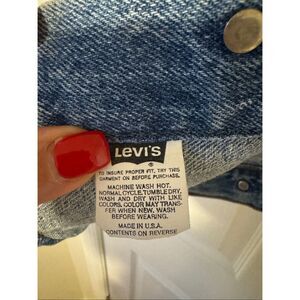 LEVI'S
®
TO INSURE PROPER FIT, TRY THIS
GARMENT ON BEFORE PURCHASE.
MACHINE WASH HOT,
NORMAL CYCLE, TUMBLE DRY,
WASH AND DRY WITH LIKE
COLORS. COLOR MAY TRANS-
FER WHEN NEW. WASH
BEFORE WEARING.
MADE IN U.S.A.
CONTENTS ON REVERSE